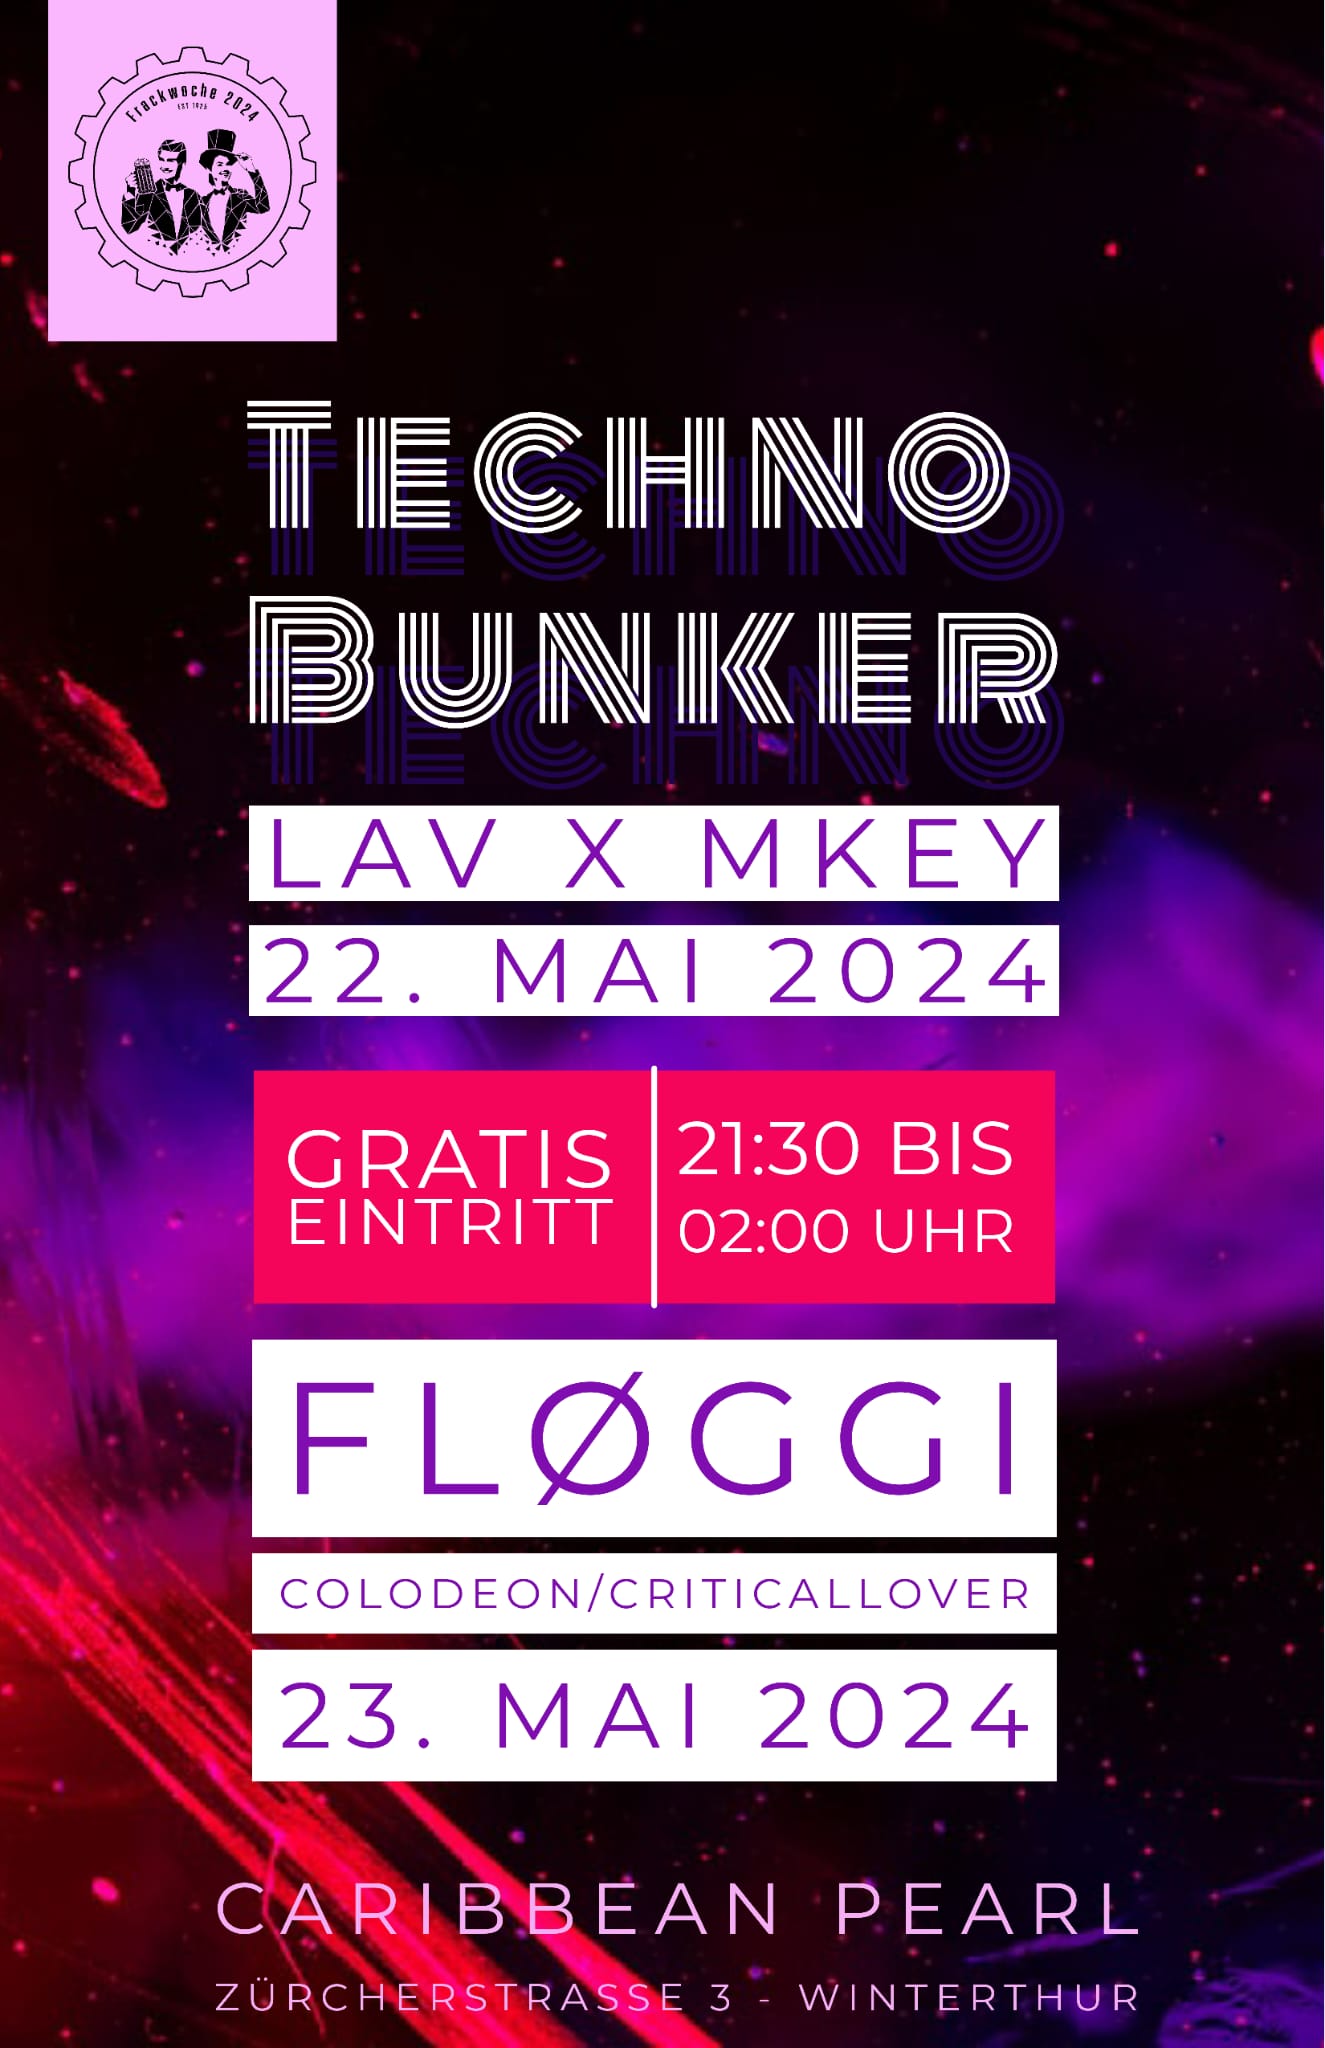 Frackwoche 2024
EST 1925
TECHNO
BUNKER
LAV X MKEY
22. MAI 2024
GRATIS
EINTRITT
21:30 BIS
02:00 UHR
FLØGGI
COLODEON/CRITICALLOVER
23. MAI 2024
CARIBBEAN PEARL
ZÜRCHERSTRASSE 3 - WINTERTHUR